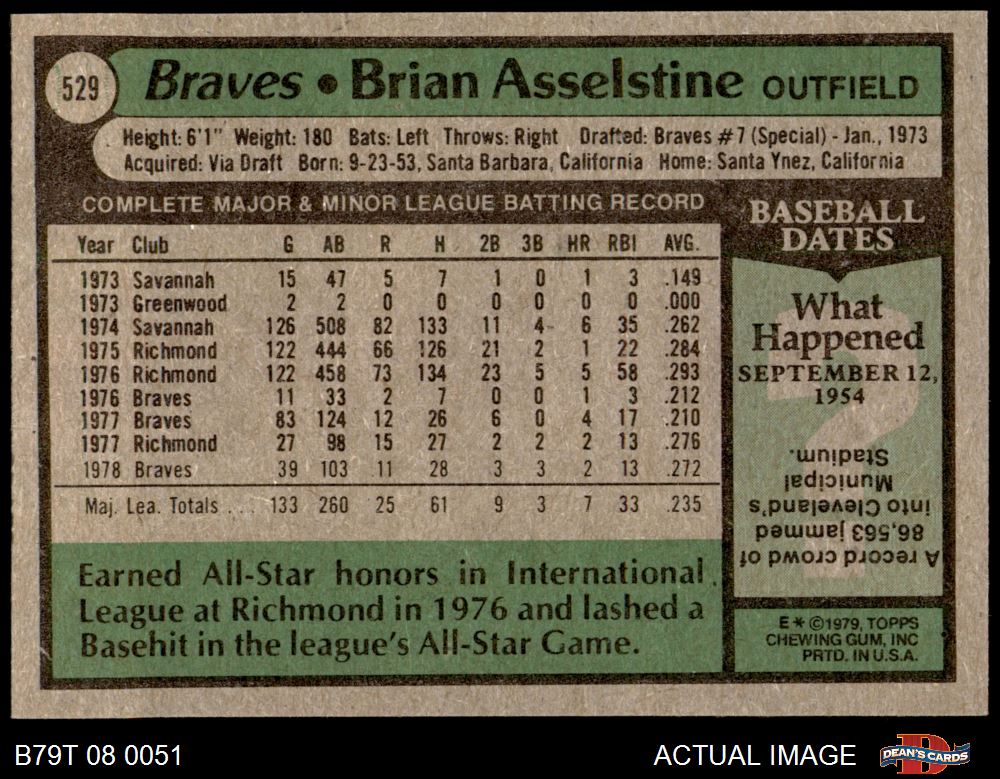 529
Braves • Brian Asselstine OUTFIELD
Height: 6'1" Weight: 180 Bats: Left Throws: Right Drafted: Braves #7 (Special) - Jan., 1973
Acquired: Via Draft Born: 9-23-53, Santa Barbara, California Home: Santa Ynez, California
COMPLETE MAJOR & MINOR LEAGUE BATTING RECORD
Year Club G AB R H 2B 3B HR RBI AVG.
1973 Savannah 15 47 5 7 1 0 1 3 .149
1973 Greenwood 2 2 0 0 0 0 0 0 .000
1974 Savannah 126 508 82 133 11 4 6 35 .262
1975 Richmond 122 444 66 126 21 2 1 22 .284
1976 Richmond 122 458 73 134 23 5 5 58 .293
1976 Braves 11 33 2 7 0 0 1 3 .212
1977 Braves 83 124 12 26 6 0 4 17 .210
1977 Richmond 27 98 15 27 2 2 2 13 .276
1978 Braves 39 103 11 28 3 3 2 13 .272
Maj. Lea. Totals ... 133 260 25 61 9 3 7 33 .235
Earned All-Star honors in International
League at Richmond in 1976 and lashed a
Basehit in the league's All-Star Game.
BASEBALL
DATES
What
Happened
SEPTEMBER 12,
1954
A record crowd of
86,563 jammed
into Cleveland's
Municipal
Stadium.
E * ©1979, TOPPS
CHEWING GUM, INC
PRTD. IN U.S.A.
B79T 08 0051
ACTUAL IMAGE
DEAN'S CARDS